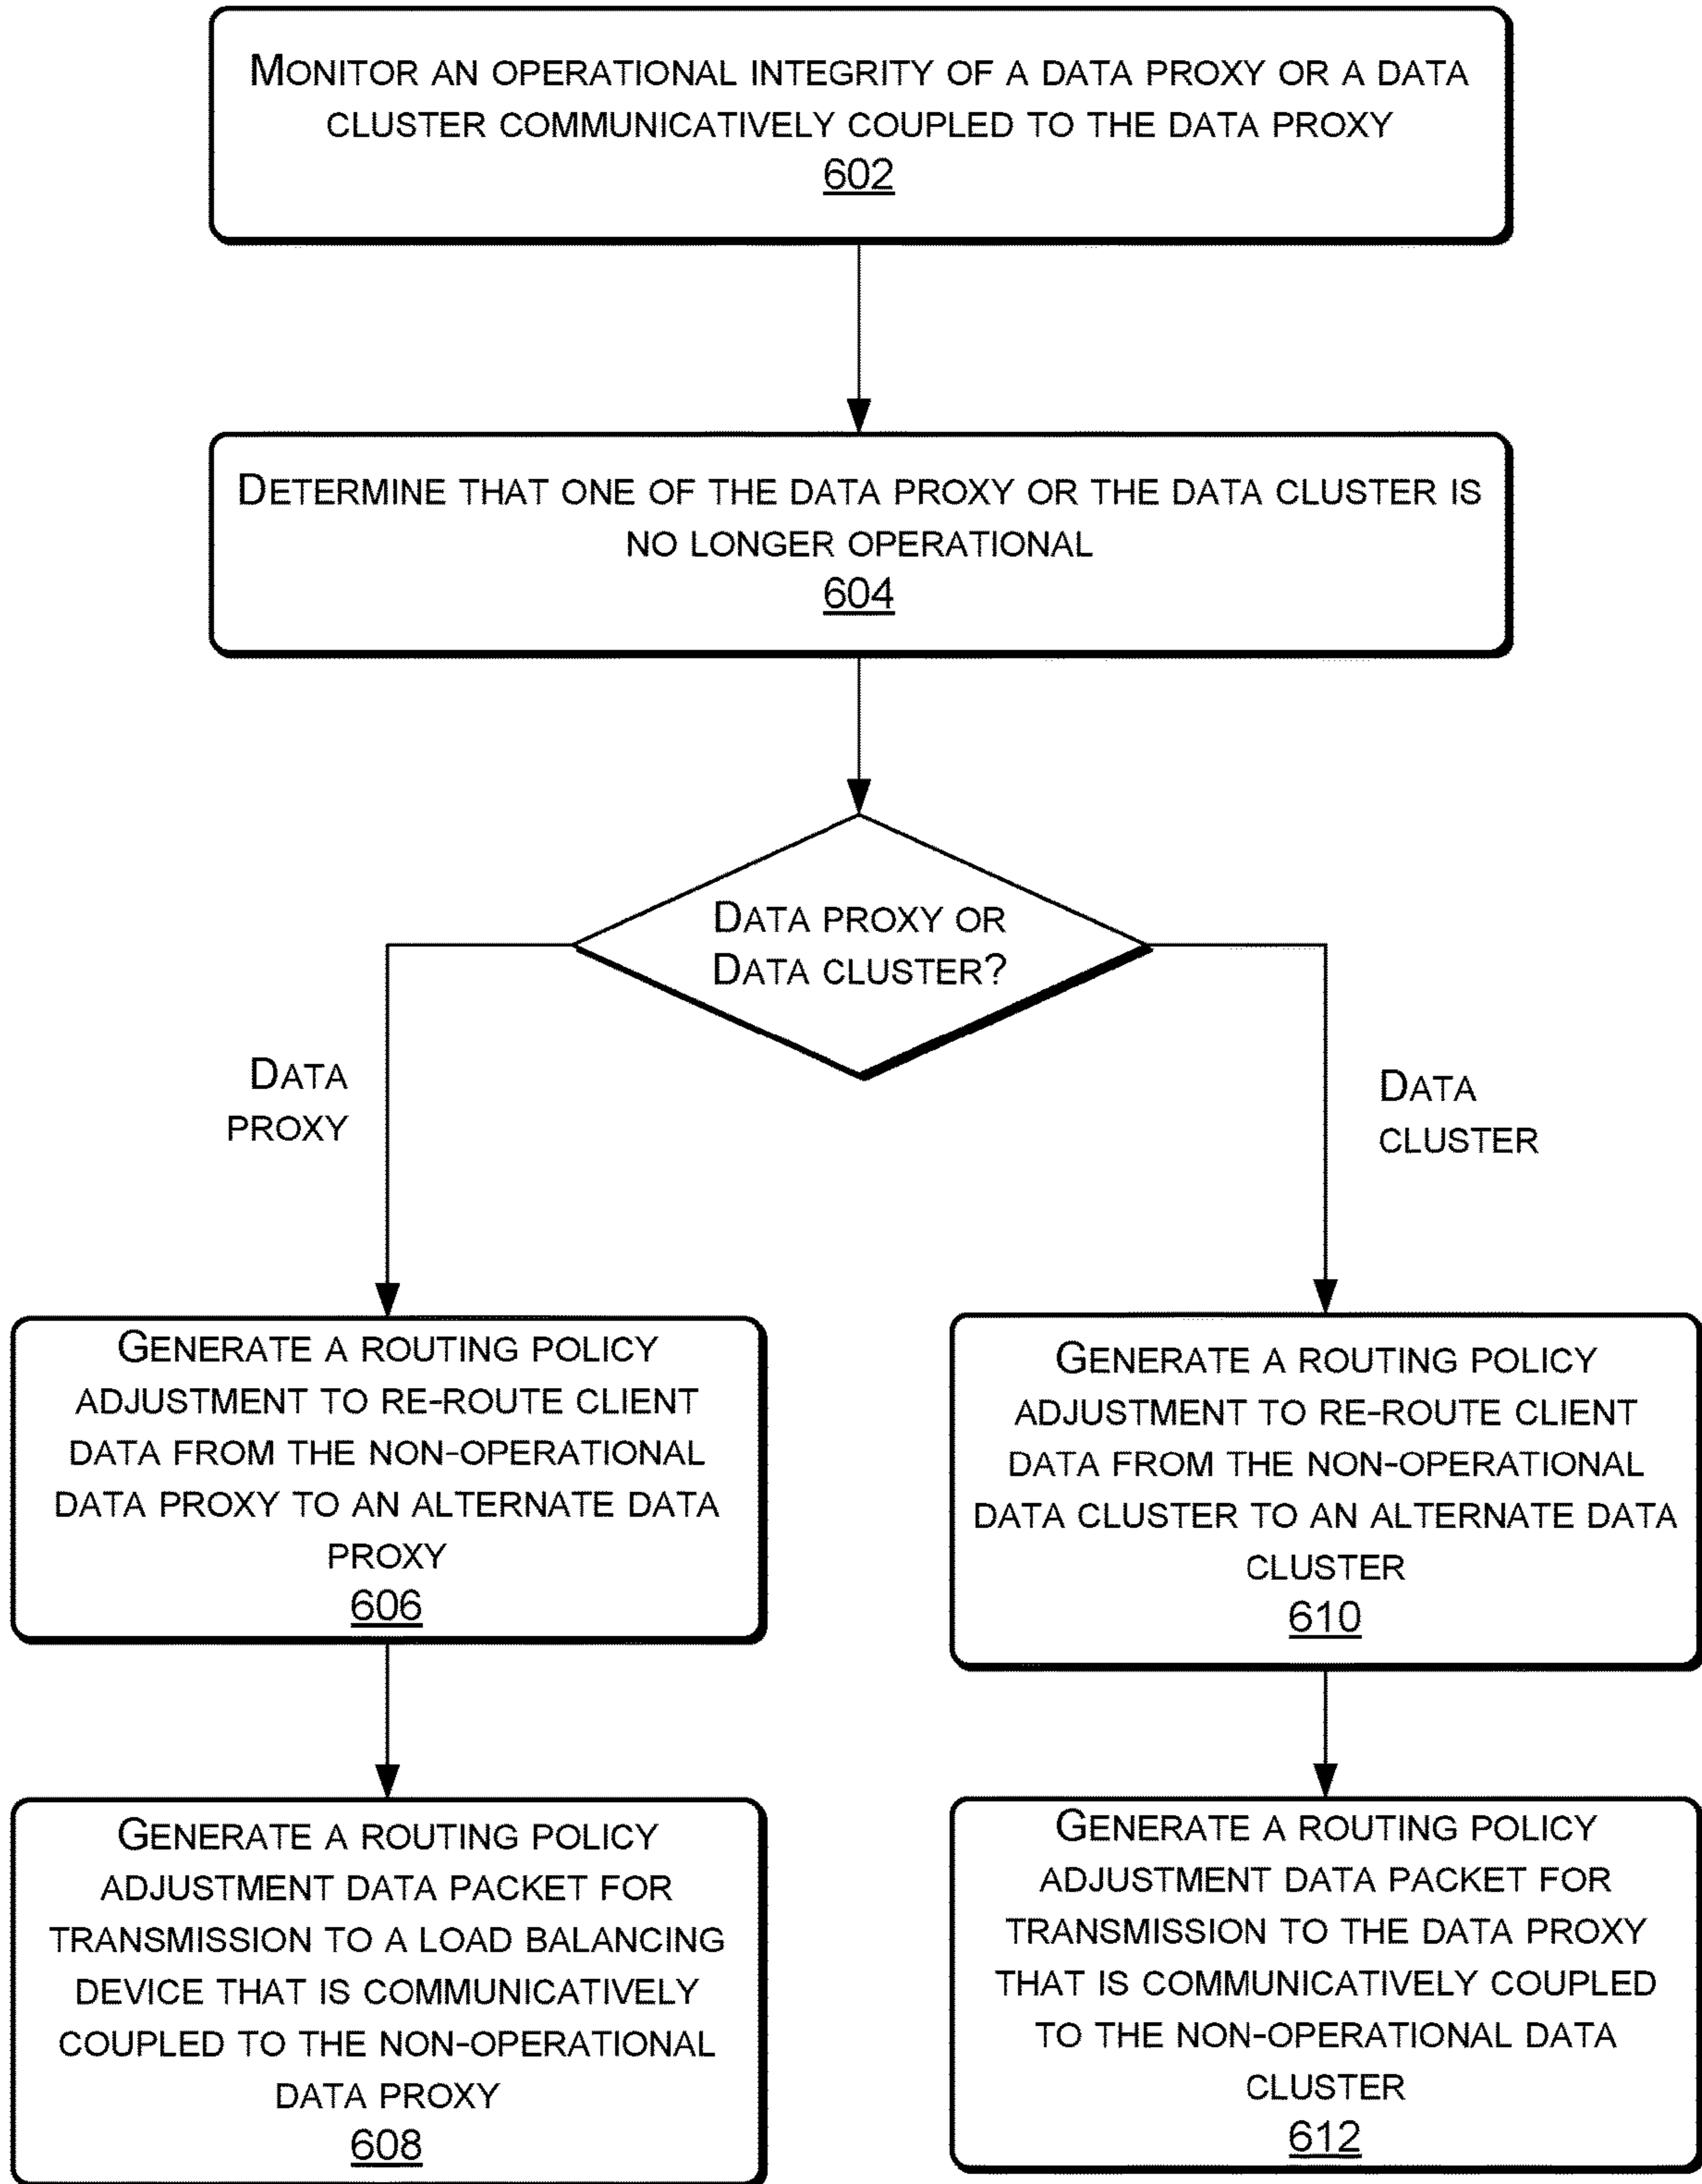 MONITOR AN OPERATIONAL INTEGRITY OF A DATA PROXY OR A DATA
CLUSTER COMMUNICATIVELY COUPLED TO THE DATA PROXY
602
DETERMINE THAT ONE OF THE DATA PROXY OR THE DATA CLUSTER IS
NO LONGER OPERATIONAL
604
DATA PROXY OR
DATA CLUSTER?
DATA
PROXY
DATA
CLUSTER
GENERATE A ROUTING POLICY
ADJUSTMENT TO RE-ROUTE CLIENT
DATA FROM THE NON-OPERATIONAL
DATA PROXY TO AN ALTERNATE DATA
PROXY
606
GENERATE A ROUTING POLICY
ADJUSTMENT TO RE-ROUTE CLIENT
DATA FROM THE NON-OPERATIONAL
DATA CLUSTER TO AN ALTERNATE DATA
CLUSTER
610
GENERATE A ROUTING POLICY
ADJUSTMENT DATA PACKET FOR
TRANSMISSION TO A LOAD BALANCING
DEVICE THAT IS COMMUNICATIVELY
COUPLED TO THE NON-OPERATIONAL
DATA PROXY
608
GENERATE A ROUTING POLICY
ADJUSTMENT DATA PACKET FOR
TRANSMISSION TO THE DATA PROXY
THAT IS COMMUNICATIVELY COUPLED
TO THE NON-OPERATIONAL DATA
CLUSTER
612